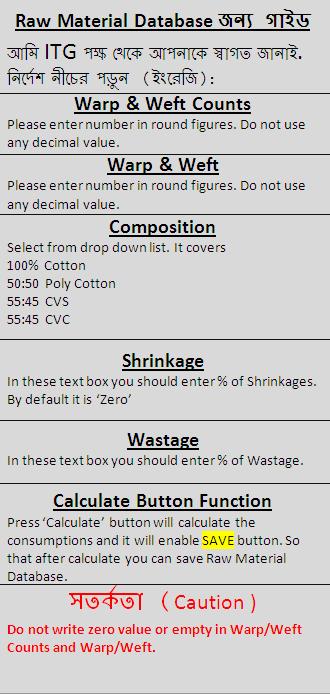 Raw Material Database জন্য গাইড
আমি ITG পক্ষ থেকে আপনাকে স্বাগত জানাই.
নির্দেশ নীচের পড়ুন (ইংরেজি):
Warp & Weft Counts
Please enter number in round figures. Do not use
any decimal value.
Warp & Weft
Please enter number in round figures. Do not use
any decimal value.
Composition
Select from drop down list. It covers
100% Cotton
50:50 Poly Cotton
55:45 CVS
55:45 CVC
Shrinkage
In these text box you should enter % of Shrinkages.
By default it is ‘Zero’
Wastage
In these text box you should enter % of Wastage.
Calculate Button Function
Press ‘Calculate’ button will calculate the
consumptions and it will enable SAVE button. So
that after calculate you can save Raw Material
Database.
সতর্কতা ( Caution )
Do not write zero value or empty in Warp/Weft
Counts and Warp/Weft.